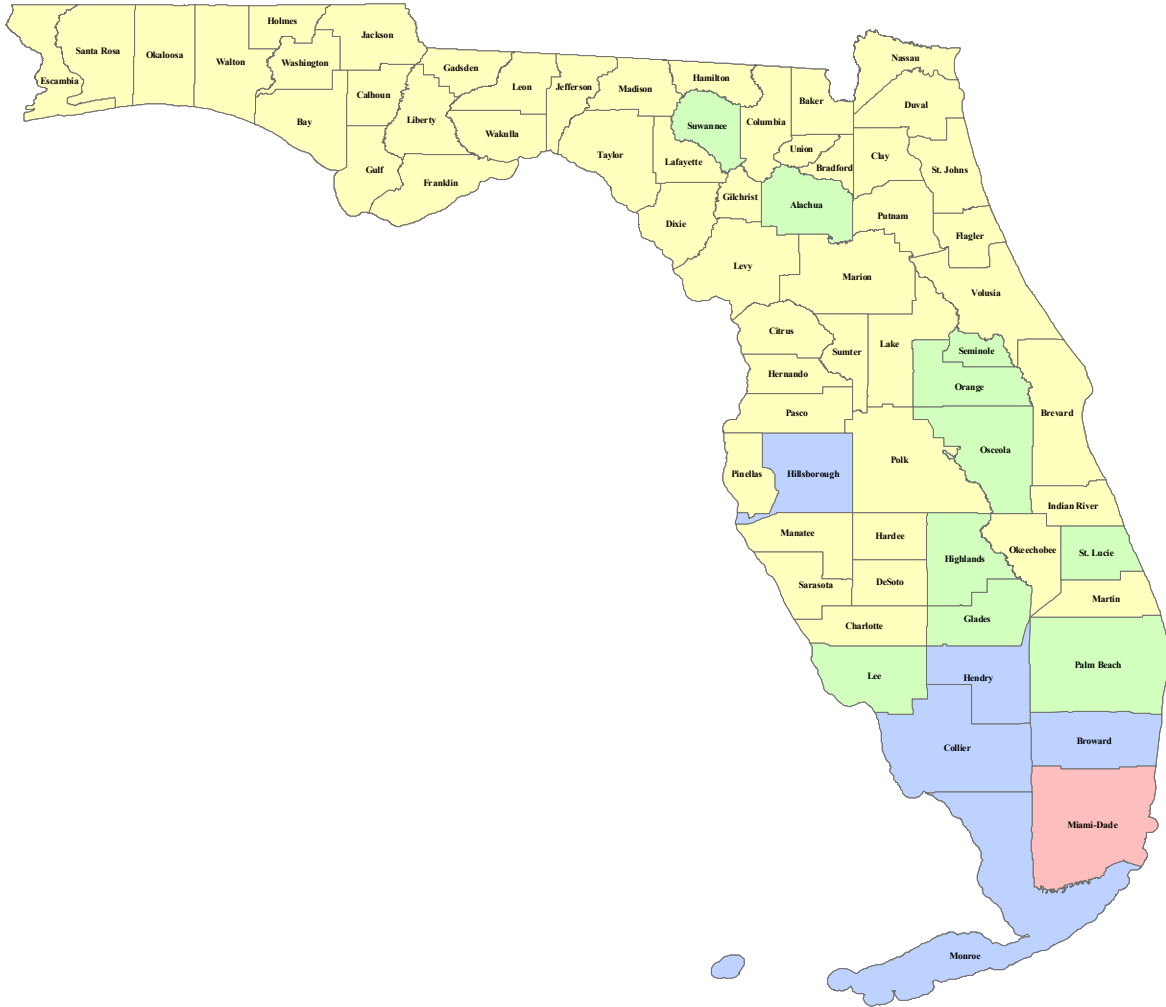 Holmes
Jackson
Santa Rosa
Okaloosa
Walton
Washington
Escambia
Gadsden
Calhoun
Leon
Jefferson
Madison
Hamilton
Nassau
Bay
Liberty
Wakulla
Suwannee
Columbia
Baker
Duval
Gulf
Franklin
Taylor
Lafayette
Union
Bradford
Clay
St. Johns
Gilchrist
Alachua
Putnam
Dixie
Flagler
Levy
Marion
Volusia
Citrus
Sumter
Lake
Seminole
Hernando
Orange
Pasco
Brevard
Pinellas
Hillsborough
Polk
Osceola
Indian River
Manatee
Hardee
Highlands
Okeechobee
St. Lucie
Sarasota
DeSoto
Martin
Charlotte
Glades
Lee
Hendry
Palm Beach
Collier
Broward
Miami-Dade
Monroe